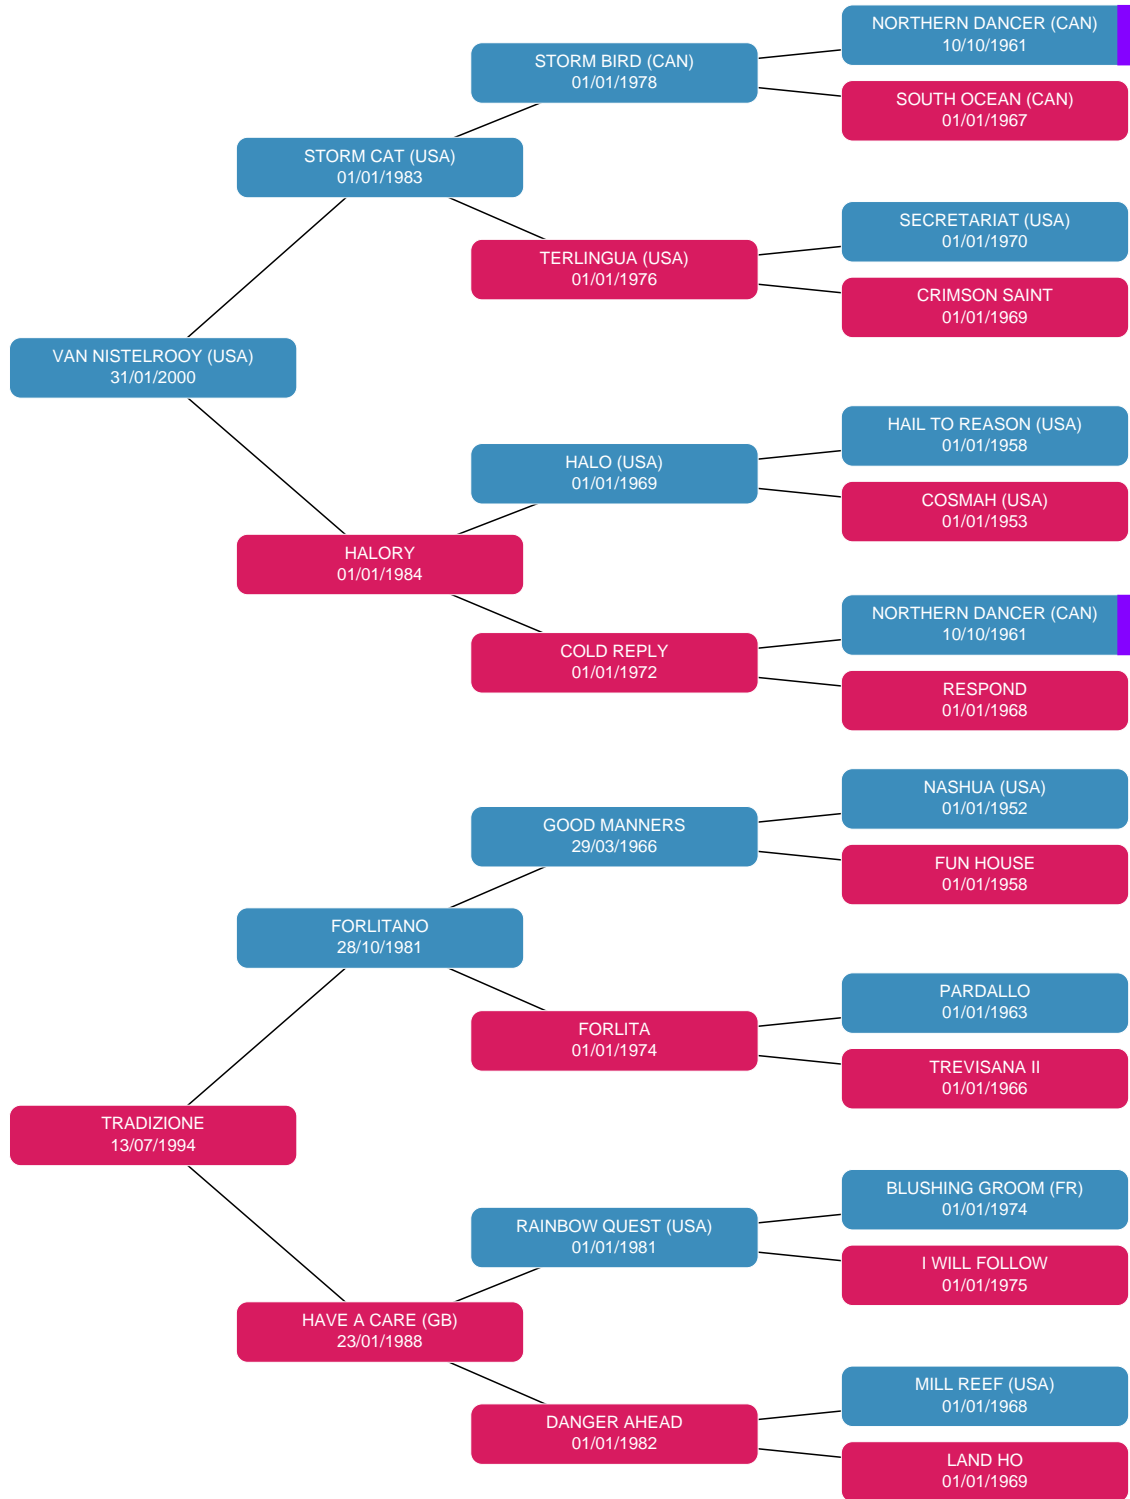 NORTHERN DANCER (CAN)
10/10/1961
STORM BIRD (CAN)
01/01/1978
SOUTH OCEAN (CAN)
01/01/1967
STORM CAT (USA)
01/01/1983
SECRETARIAT (USA)
01/01/1970
TERLINGUA (USA)
01/01/1976
CRIMSON SAINT
01/01/1969
VAN NISTELROOY (USA)
31/01/2000
HAIL TO REASON (USA)
01/01/1958
HALO (USA)
01/01/1969
COSMAH (USA)
01/01/1953
HALORY
01/01/1984
NORTHERN DANCER (CAN)
10/10/1961
COLD REPLY
01/01/1972
RESPOND
01/01/1968
NASHUA (USA)
01/01/1952
GOOD MANNERS
29/03/1966
FUN HOUSE
01/01/1958
FORLITANO
28/10/1981
PARDALLO
01/01/1963
FORLITA
01/01/1974
TREVISANA II
01/01/1966
TRADIZIONE
13/07/1994
BLUSHING GROOM (FR)
01/01/1974
RAINBOW QUEST (USA)
01/01/1981
I WILL FOLLOW
01/01/1975
HAVE A CARE (GB)
23/01/1988
MILL REEF (USA)
01/01/1968
DANGER AHEAD
01/01/1982
LAND HO
01/01/1969